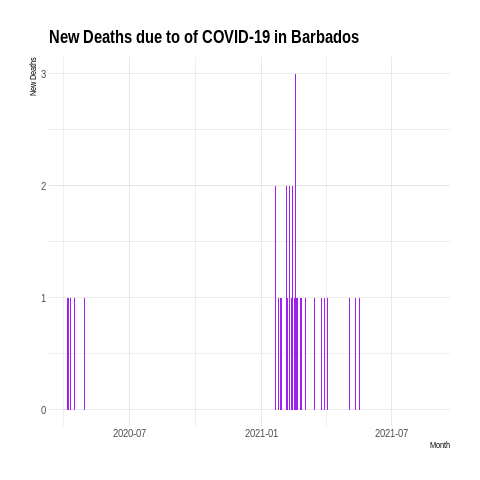 New Deaths due to of COVID-19 in Barbados
New Deaths
3
2
1
0
2020-07
2021-01
2021-07
Month